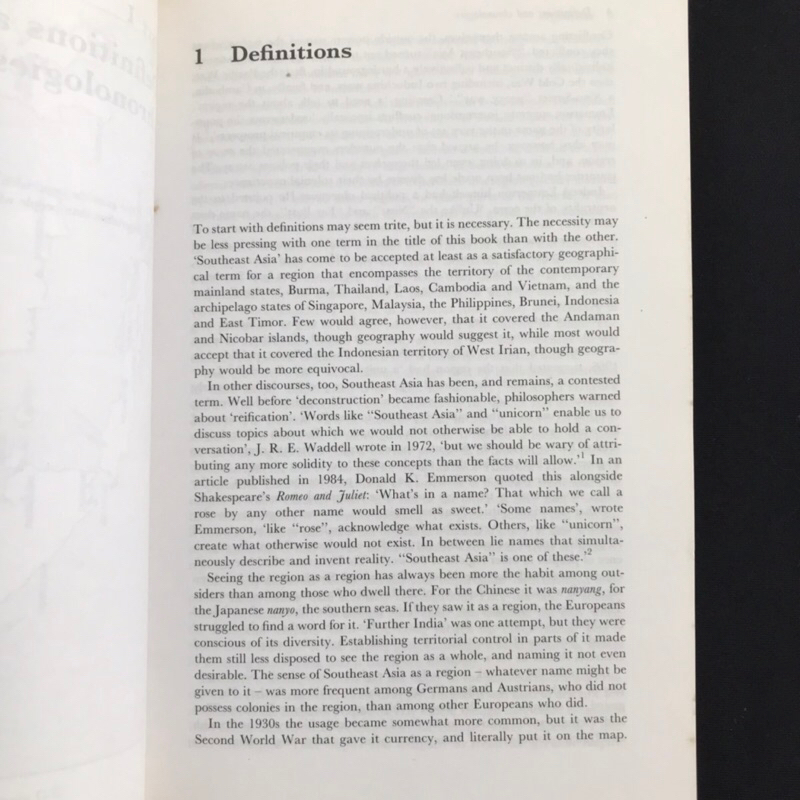 1 Definitions
To start with definitions may seem trite, but it is necessary. The necessity may
be less pressing with one term in the title of this book than with the other.
‘Southeast Asia’ has come to be accepted at least as a satisfactory geographi-
cal term for a region that encompasses the territory of the contemporary
mainland states, Burma, Thailand, Laos, Cambodia and Vietnam, and the
archipelago states of Singapore, Malaysia, the Philippines, Brunei, Indonesia
and East Timor. Few would agree, however, that it covered the Andaman
and Nicobar islands, though geography would suggest it, while most would
accept that it covered the Indonesian territory of West Irian, though geogra-
phy would be more equivocal.
In other discourses, too, Southeast Asia has been, and remains, a contested
term. Well before ‘deconstruction’ became fashionable, philosophers warned
about ‘reification’. ‘Words like “Southeast Asia” and “unicorn” enable us to
discuss topics about which we would not otherwise be able to hold a con-
versation’, J. R. E. Waddell wrote in 1972, ‘but we should be wary of attri-
buting any more solidity to these concepts than the facts will allow.’1 In an
article published in 1984, Donald K. Emmerson quoted this alongside
Shakespeare’s Romeo and Juliet: ‘What’s in a name? That which we call a
rose by any other name would smell as sweet.’ ‘Some names’, wrote
Emmerson, ‘like “rose”, acknowledge what exists. Others, like “unicorn”,
create what otherwise would not exist. In between lie names that simulta-
neously describe and invent reality. “Southeast Asia” is one of these.’2
Seeing the region as a region has always been more the habit among out-
siders than among those who dwell there. For the Chinese it was nanyang, for
the Japanese nanyo, the southern seas. If they saw it as a region, the Europeans
struggled to find a word for it. ‘Further India’ was one attempt, but they were
conscious of its diversity. Establishing territorial control in parts of it made
them still less disposed to see the region as a whole, and naming it not even
desirable. The sense of Southeast Asia as a region – whatever name might be
given to it – was more frequent among Germans and Austrians, who did not
possess colonies in the region, than among other Europeans who did.
In the 1930s the usage became somewhat more common, but it was the
Second World War that gave it currency, and literally put it on the map.